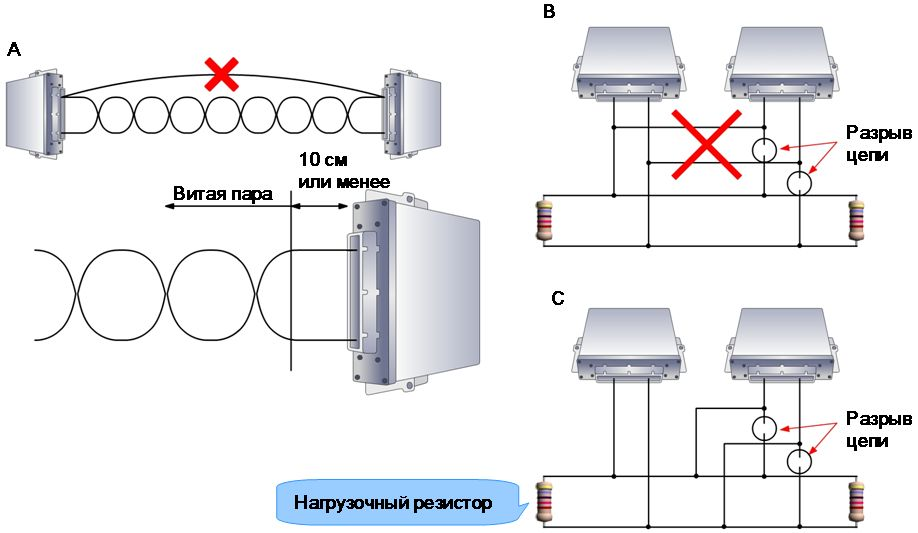 A
10 см
или менее
Витая пара
B
Разрыв
цепи
C
Разрыв
цепи
Нагрузочный резистор